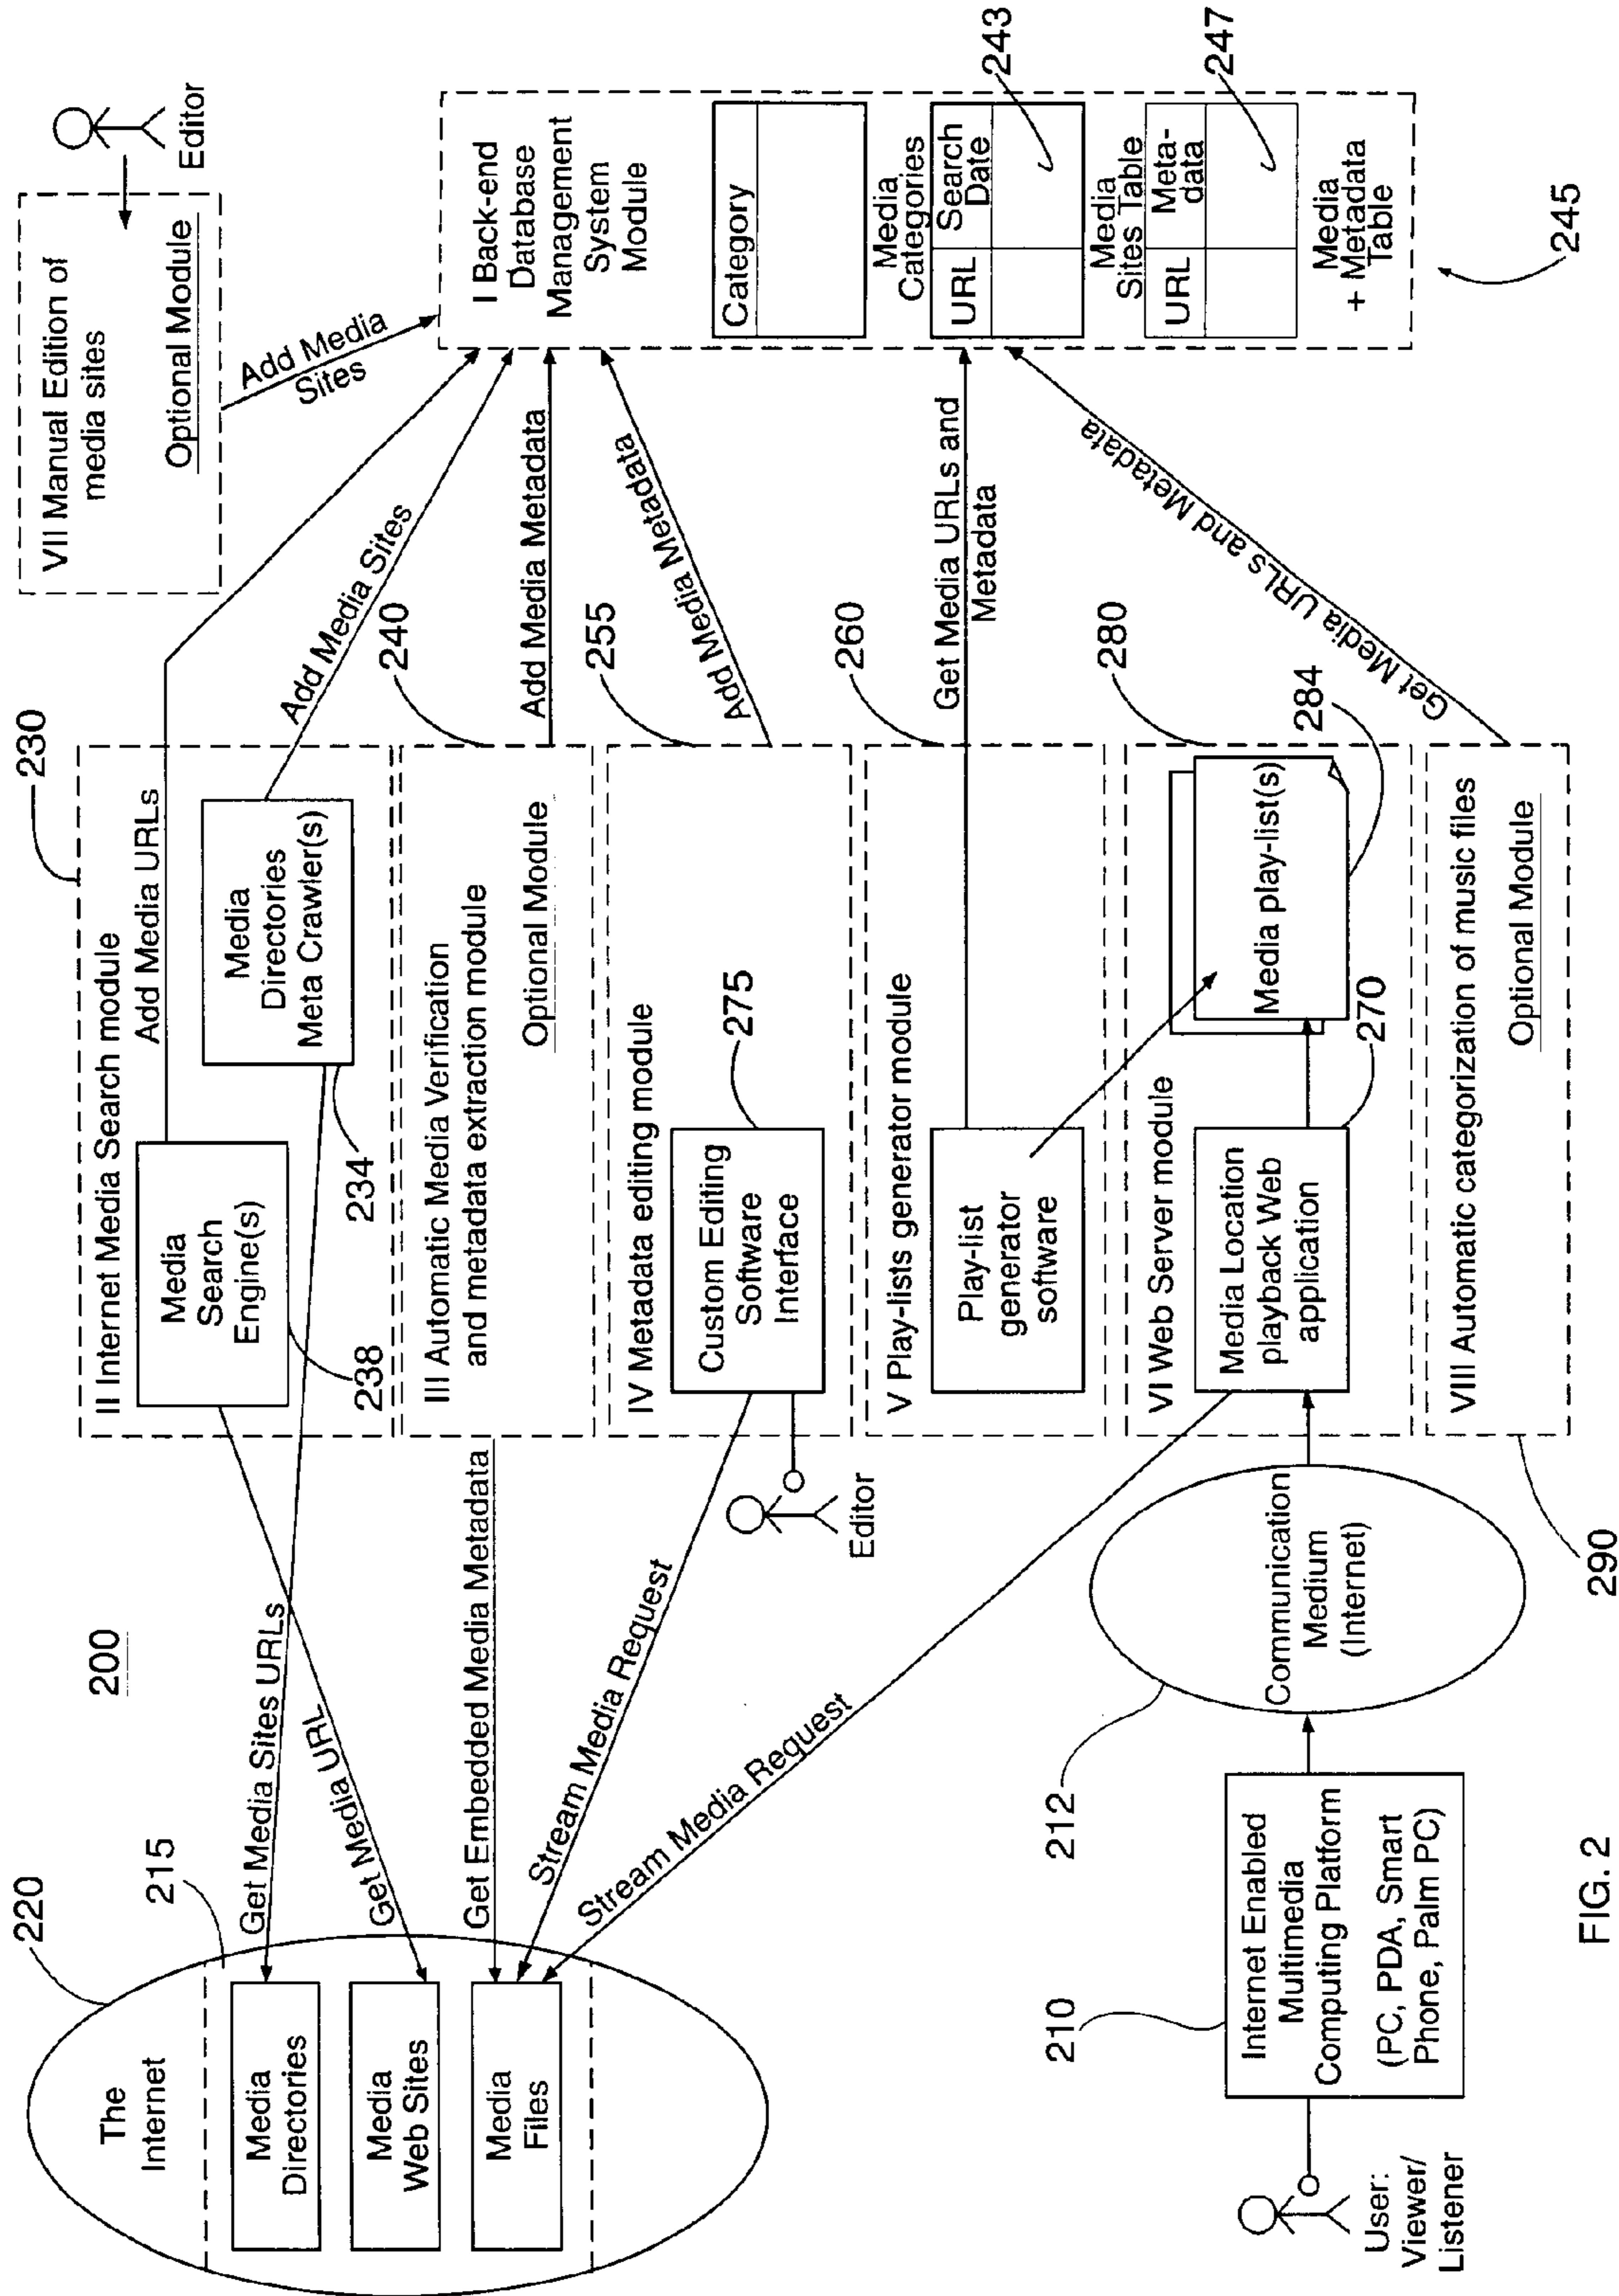 200
220
The
Internet
215
Media
Directories
Media
Web Sites
Media
Files
Get Media Sites URLs
Get Media URL
Get Embedded Media Metadata
Stream Media Request
Stream Media Request
230
II Internet Media Search module
Media
Search
Engine(s)
238
Media
Directories
Meta Crawler(s)
234
Add Media URLs
Add Media Sites
III Automatic Media Verification
and metadata extraction module
Optional Module
240
Add Media Metadata
IV Metadata editing module
Custom Editing
Software
Interface
275
255
Editor
Add Media Metadata
V Play-lists generator module
Play-list
generator
software
260
Get Media URLs and
Metadata
VI Web Server module
Media Location
playback Web
application
270
Media play-list(s)
280
284
VIII Automatic categorization of music files
Optional Module
290
Get Media URLs and Metadata
VII Manual Edition of
media sites
Optional Module
Editor
Add Media
Sites
I Back-end
Database
Management
System
Module
Category
Media
Categories
URL
Search
Date
243
Media
Sites Table
URL
Meta-
data
247
Media
+ Metadata
Table
245
User:
Viewer/
Listener
210
Internet Enabled
Multimedia
Computing Platform
(PC, PDA, Smart
Phone, Palm PC)
212
Communication
Medium
(Internet)
FIG. 2